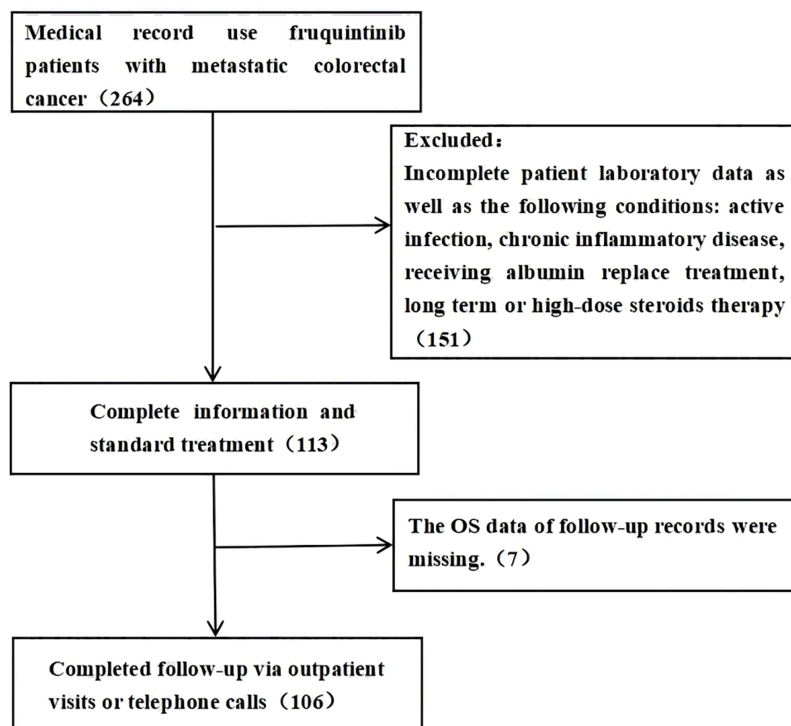 Medical record use fruquintinib
patients with metastatic colorectal
cancer（264）
Excluded：
Incomplete patient laboratory data as
well as the following conditions: active
infection, chronic inflammatory disease,
receiving albumin replace treatment,
long term or high-dose steroids therapy
（151）
Complete information and
standard treatment（113）
The OS data of follow-up records were
missing.（7）
Completed follow-up via outpatient
visits or telephone calls（106）